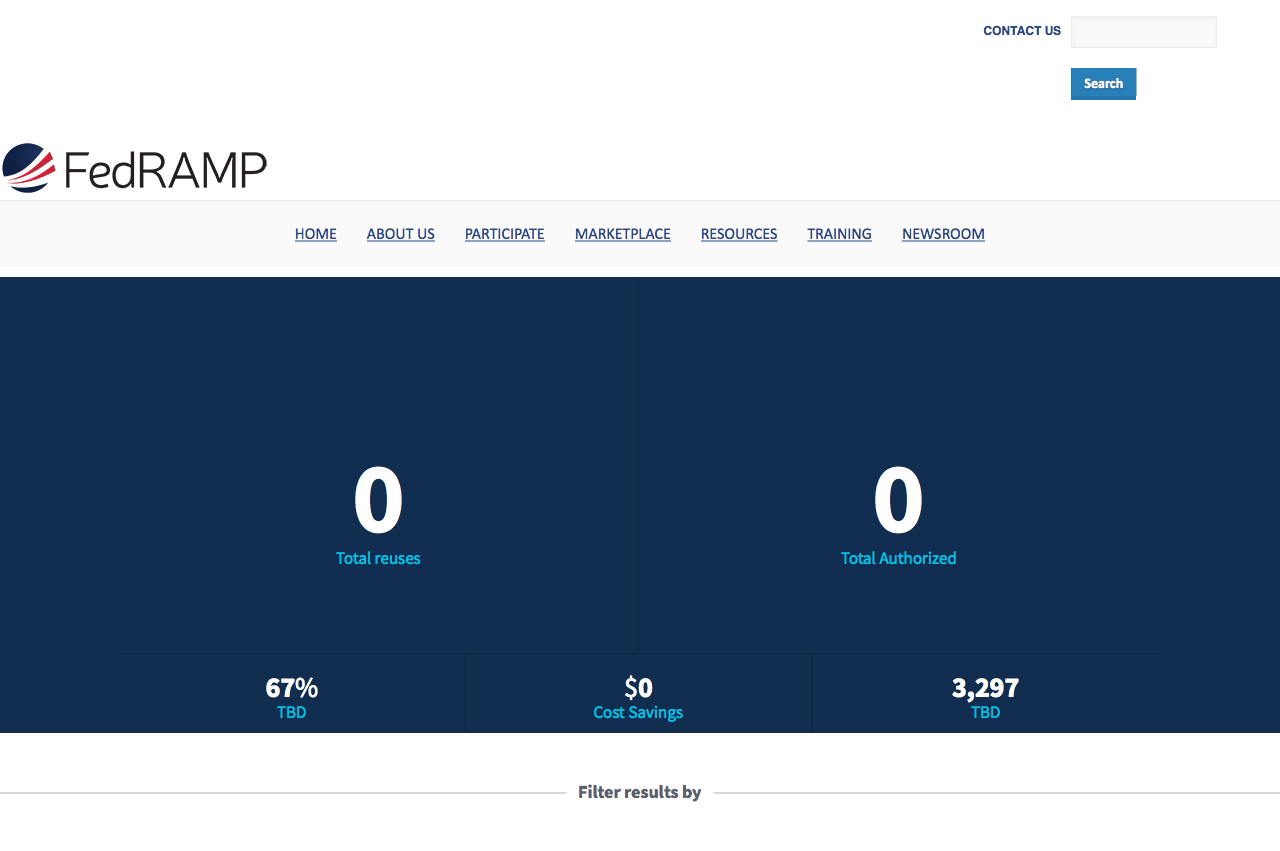 CONTACT US
Search
FedRAMP
HOME ABOUT US PARTICIPATE MARKETPLACE RESOURCES TRAINING NEWSROOM
0 0
Total reuses Total Authorized
67% $0 3,297
TBD Cost Savings TBD
Filter results by